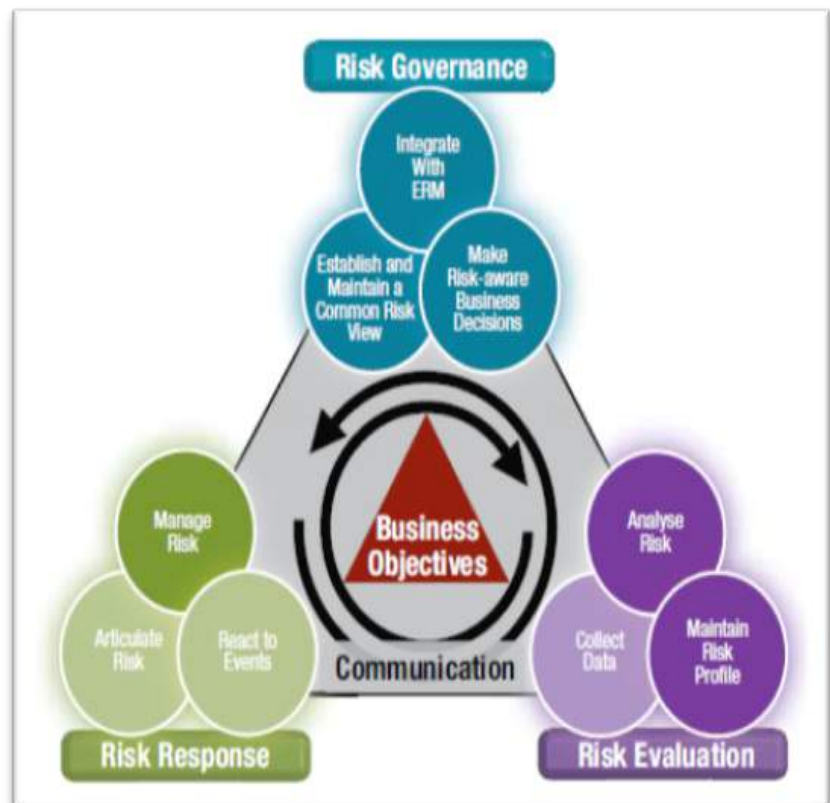 Risk Governance
Integrate
With
ERM
Establish and
Maintain a
Common Risk
View
Make
Risk-aware
Business
Decisions
Business
Objectives
Communication
Manage
Risk
Articulate
Risk
React to
Events
Risk Response
Analyse
Risk
Collect
Data
Maintain
Risk
Profile
Risk Evaluation